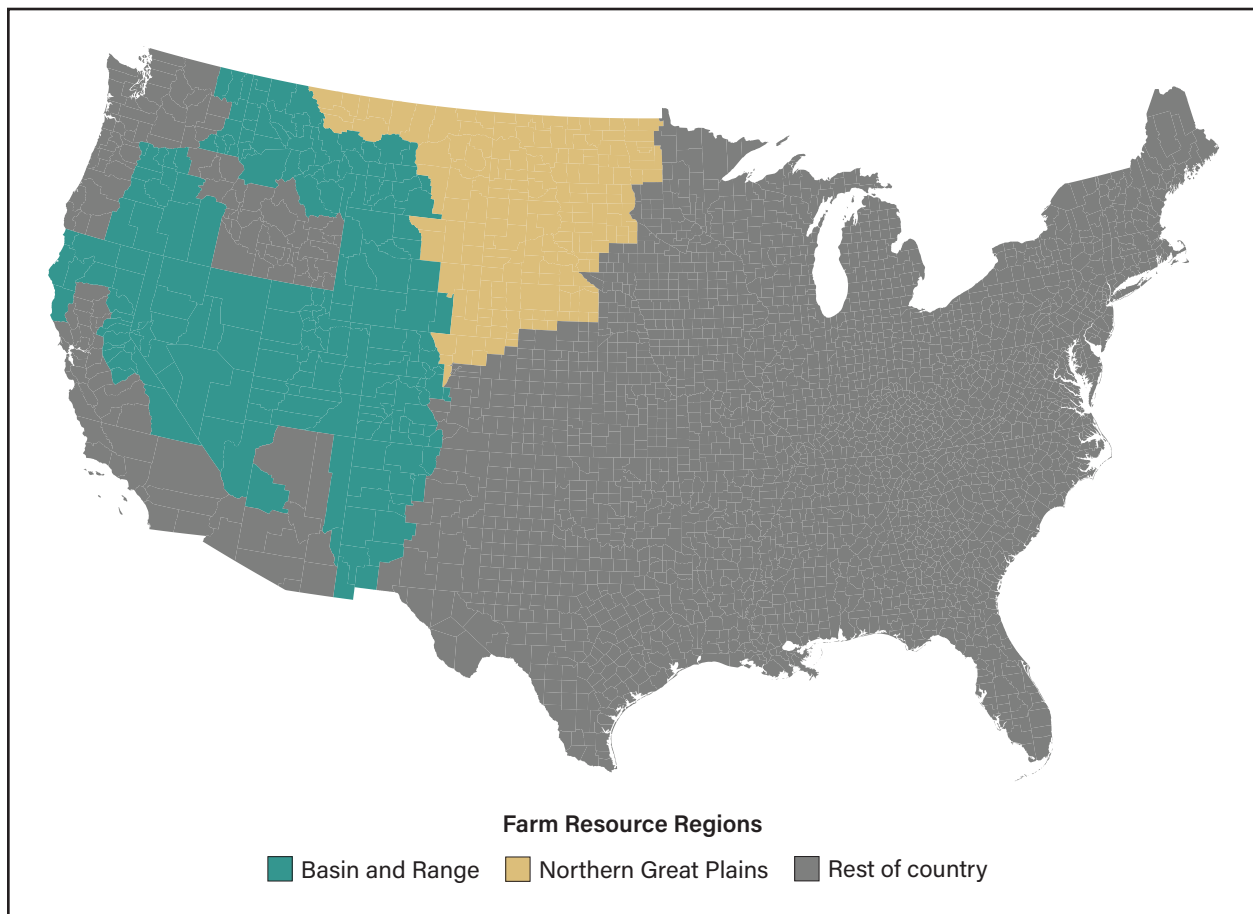 Farm Resource Regions
Basin and Range Northern Great Plains Rest of country